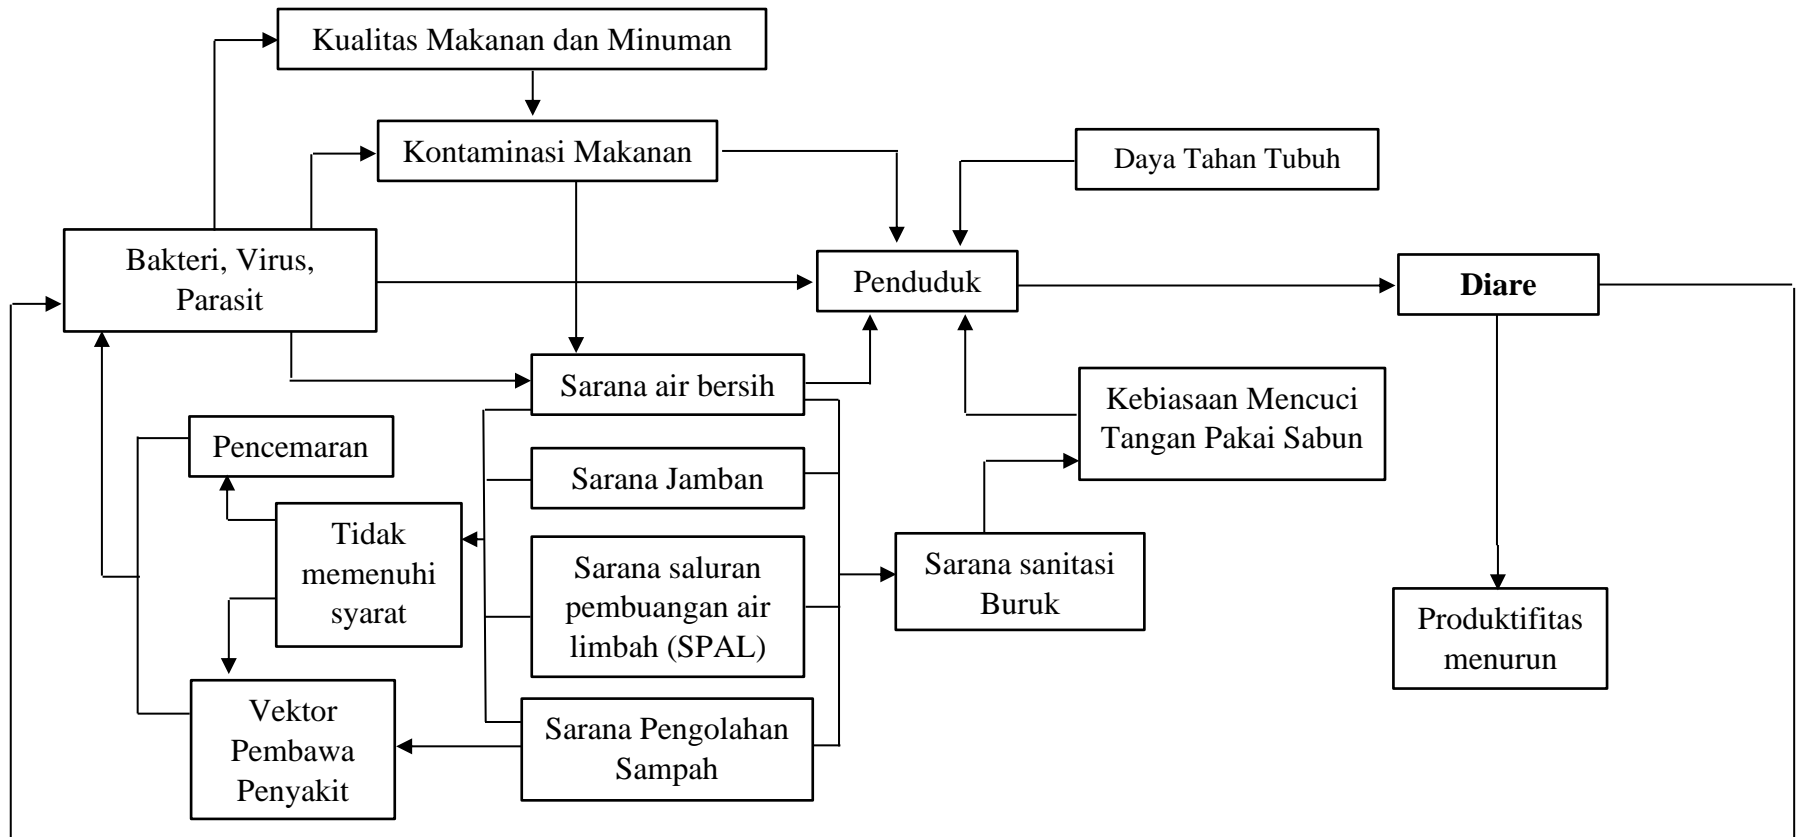 Kualitas Makanan dan Minuman
Kontaminasi Makanan
Daya Tahan Tubuh
Bakteri, Virus,
Parasit
Penduduk
Diare
Sarana air bersih
Kebiasaan Mencuci
Tangan Pakai Sabun
Pencemaran
Sarana Jamban
Tidak
memenuhi
syarat
Sarana saluran
pembuangan air
limbah (SPAL)
Sarana sanitasi
Buruk
Produktifitas
menurun
Vektor
Pembawa
Penyakit
Sarana Pengolahan
Sampah